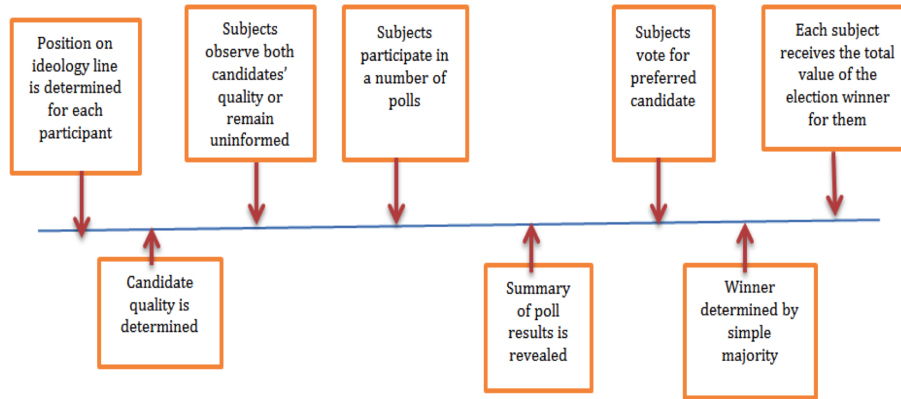 Position on
ideology line
is determined
for each
participant
Candidate
quality is
determined
Subjects
observe both
candidates'
quality or
remain
uninformed
Subjects
participate in
a number of
polls
Summary
of poll
results is
revealed
Subjects
vote for
preferred
candidate
Winner
determined by
simple
majority
Each subject
receives the total
value of the
election winner
for them